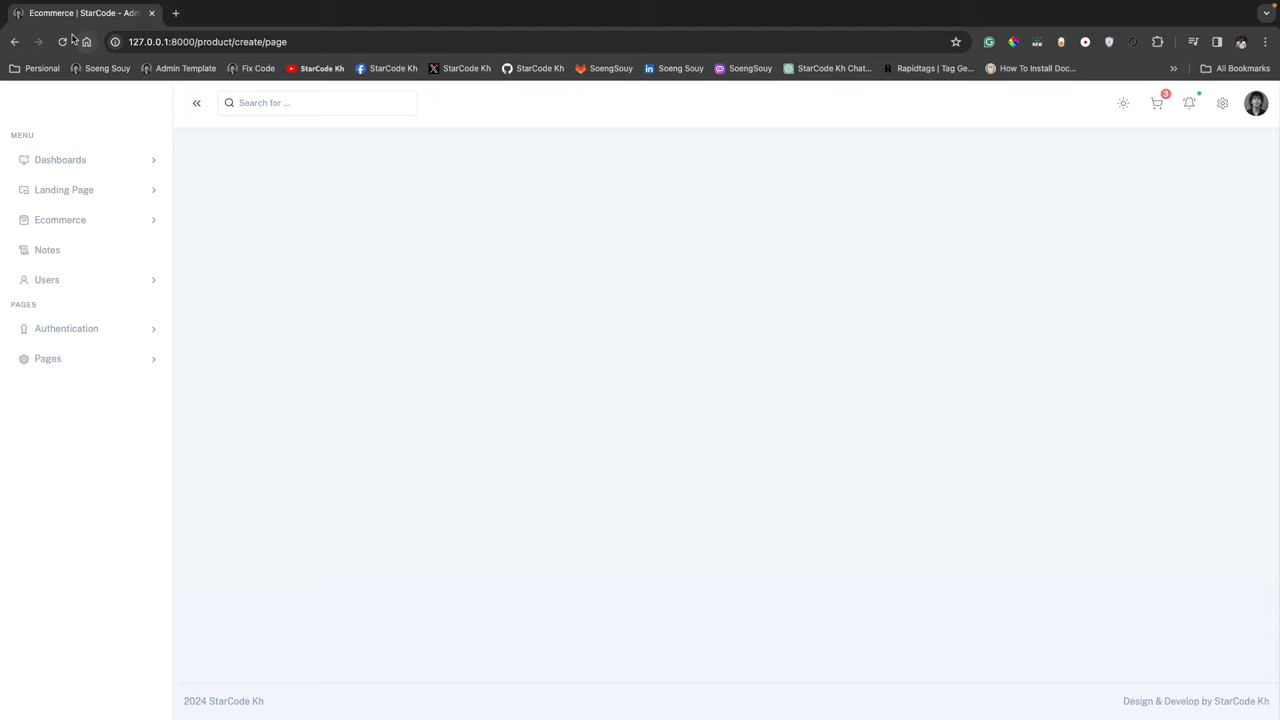 Ecommerce | StarCode - Adn
127.0.0.1:8000/product/create/page
Personal
Soeng Souy
Admin Template
Fix Code
StarCode Kh
StarCode Kh
StarCode Kh
StarCode Kh
SoengSouy
Soeng Souy
SoengSouy
StarCode Kh Chat...
Rapidtags | Tag Ge...
How To Install Doc...
All Bookmarks
NEW
Search for ...
3
MENU
Dashboards
Landing Page
Ecommerce
Notes
Users
PAGES
Authentication
Pages
2024 StarCode Kh
Design & Develop by StarCode Kh